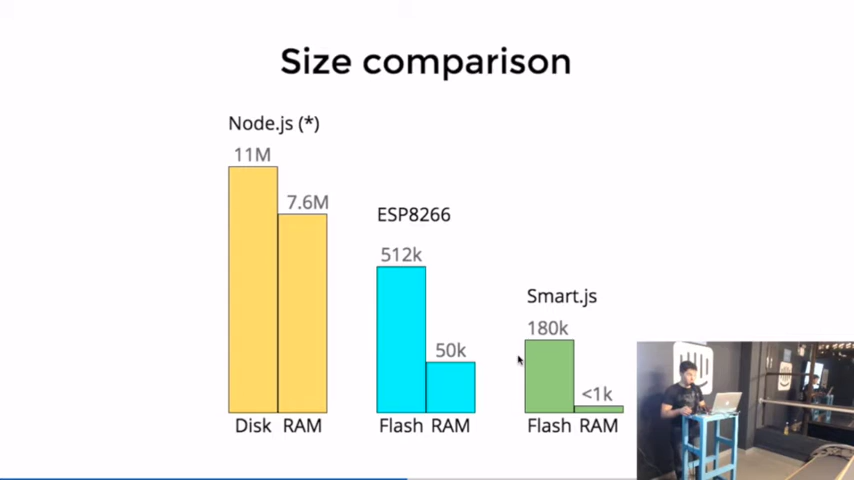 Size comparison
Node.js (*)
11M
7.6M
Disk RAM
ESP8266
512k
50k
Flash RAM
Smart.js
180k
<1k
Flash RAM